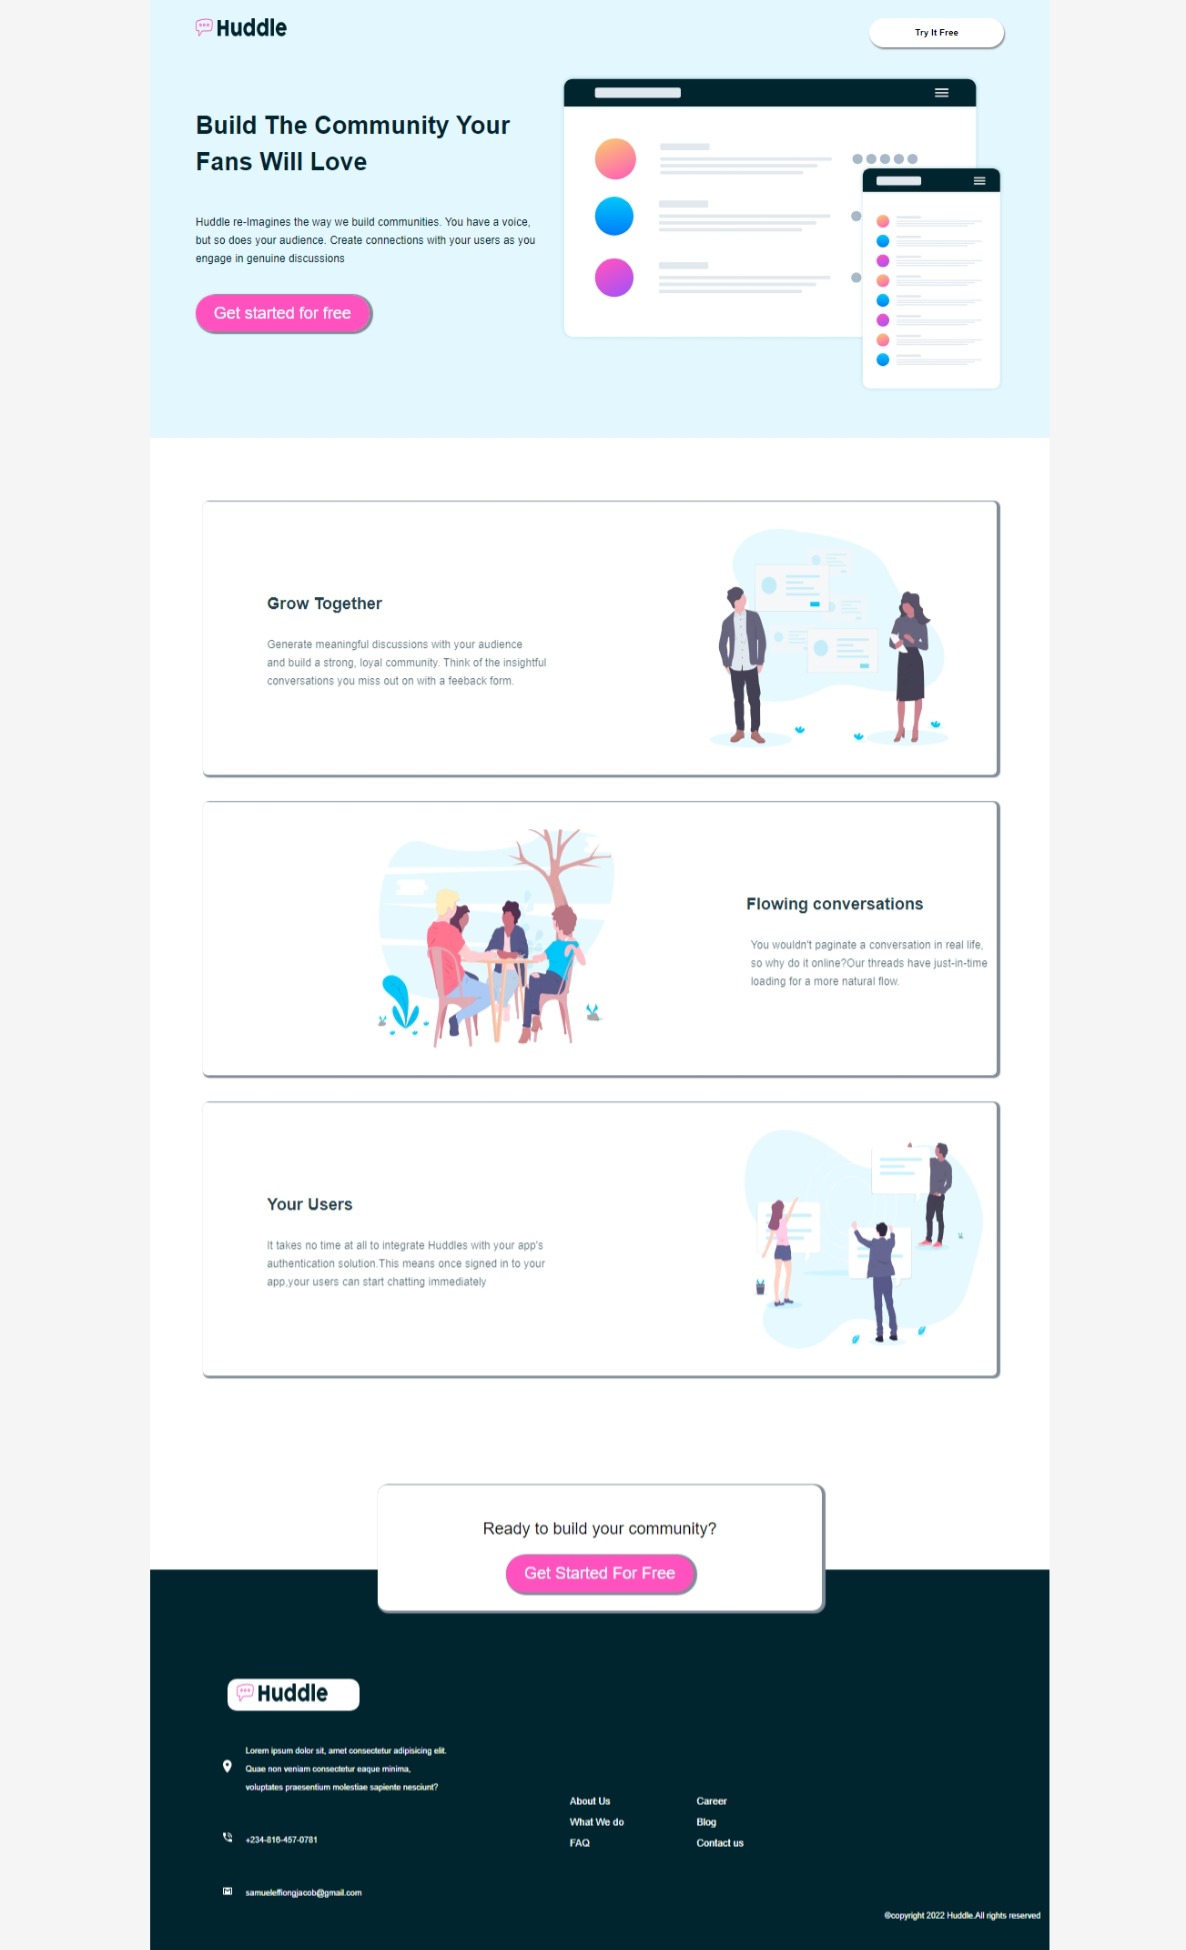 Huddle
Try It Free
Build The Community Your
Fans Will Love
Huddle re-Imagines the way we build communities. You have a voice,
but so does your audience. Create connections with your users as you
engage in genuine discussions
Get started for free
Grow Together
Generate meaningful discussions with your audience
and build a strong, loyal community. Think of the insightful
conversations you miss out on with a feeback form.
Flowing conversations
You wouldn't paginate a conversation in real life,
so why do it online?Our threads have just-in-time
loading for a more natural flow.
Your Users
It takes no time at all to integrate Huddles with your app's
authentication solution.This means once signed in to your
app,your users can start chatting immediately
Ready to build your community?
Get Started For Free
Huddle
Lorem ipsum dolor sit, amet consectetur adipisicing elit.
Quae non veniam consectetur eaque minima,
voluptates praesentium molestiae sapiente nesciunt?
+234-816-457-0781
samueleffiongjacob@gmail.com
About Us
What We do
FAQ
Career
Blog
Contact us
©copyright 2022 Huddle.All rights reserved